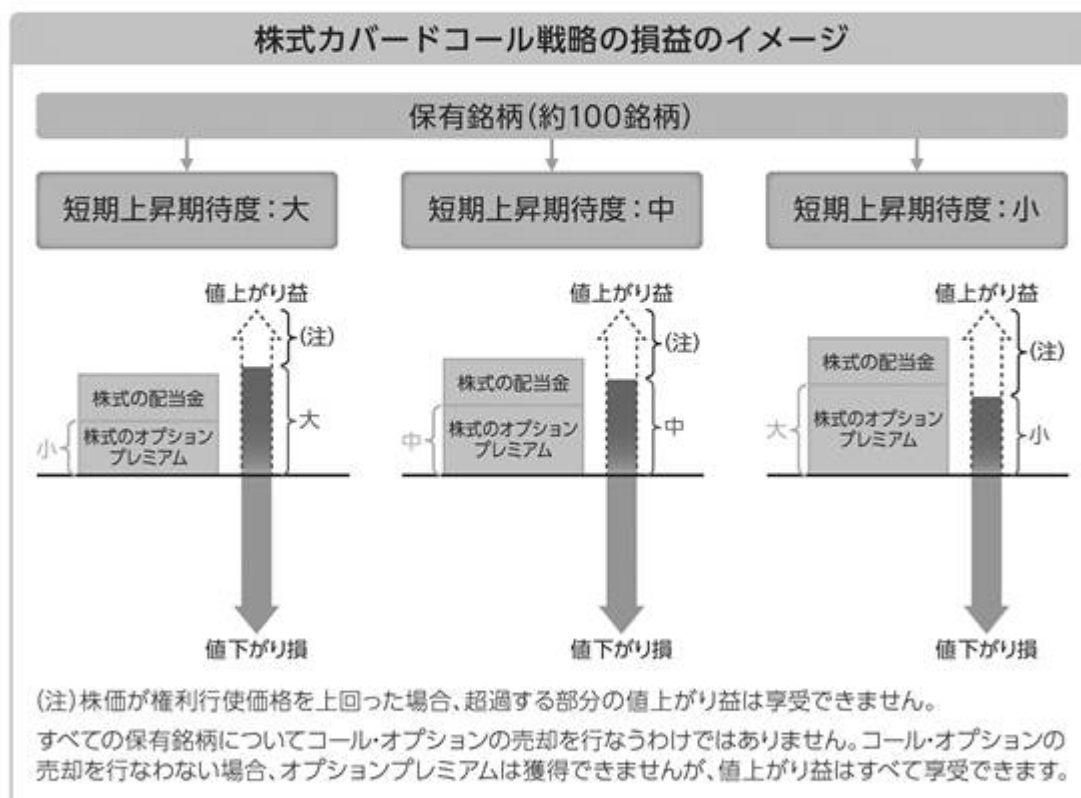 株式カバードコール戦略の損益のイメージ
保有銘柄(約100銘柄)
短期上昇期待度:大
短期上昇期待度:中
短期上昇期待度:小
値上がり益
(注)
株式の配当金
株式のオプション
プレミアム
小
大
値下がり損
値上がり益
(注)
株式の配当金
株式のオプション
プレミアム
中
中
値下がり損
値上がり益
(注)
株式の配当金
株式のオプション
プレミアム
大
小
値下がり損
(注)株価が権利行使価格を上回った場合、超過する部分の値上がり益は享受できません。
すべての保有銘柄についてコール・オプションの売却を行なうわけではありません。コール・オプションの
売却を行なわない場合、オプションプレミアムは獲得できませんが、値上がり益はすべて享受できます。